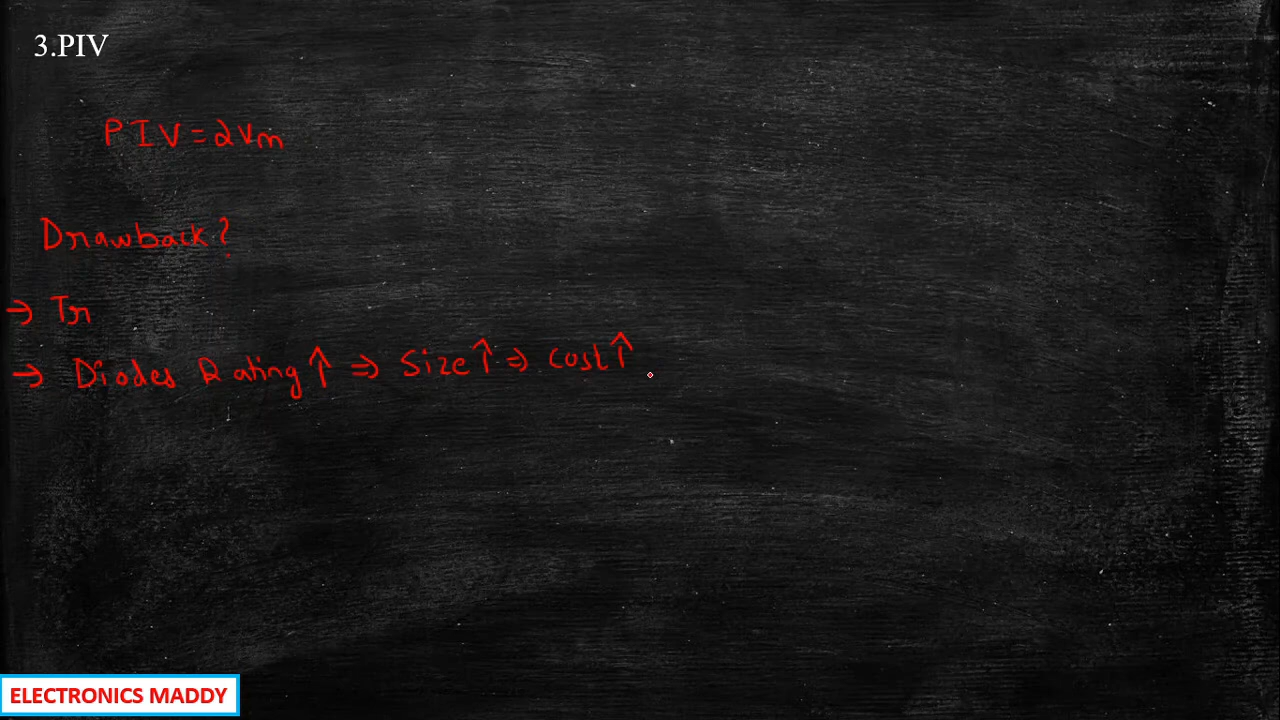 3.PIV
PIV = 2Vm
Drawback?
→ Tr
→ Diodes Rating ↑ ⇒ Size ↑ ⇒ cost ↑
ELECTRONICS MADDY